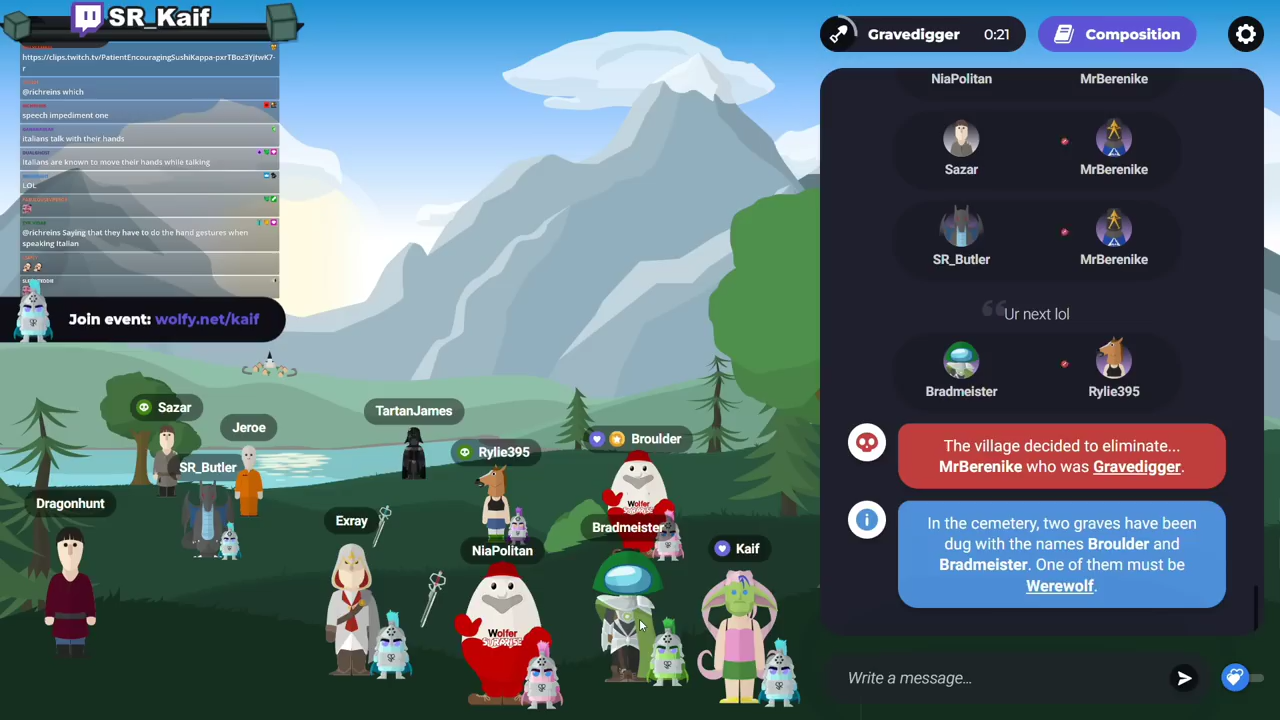 SR_Kaif
https://clips.twitch.tv/PatientEncouragingSushiKappa-pxrTBoz3YjtwK7-
r
@richreins which
speech impediment one
italians talk with their hands
Italians are known to move their hands while talking
LOL
@richreins Saying that they have to do the hand gestures when
speaking Italian
Join event: wolfy.net/kaif
Sazar
Jeroe
SR_Butler
Dragonhunt
TartanJames
Rylie395
Exray
NiaPolitan
Broulder
Bradmeister
Kaif
Wolfer
SURPRISE
Wolfer
SURPRISE
Gravedigger 0:21
Composition
NiaPolitan MrBerenike
Sazar MrBerenike
SR_Butler MrBerenike
Ur next lol
Bradmeister Rylie395
The village decided to eliminate...
MrBerenike who was Gravedigger.
In the cemetery, two graves have been
dug with the names Broulder and
Bradmeister. One of them must be
Werewolf.
Write a message...